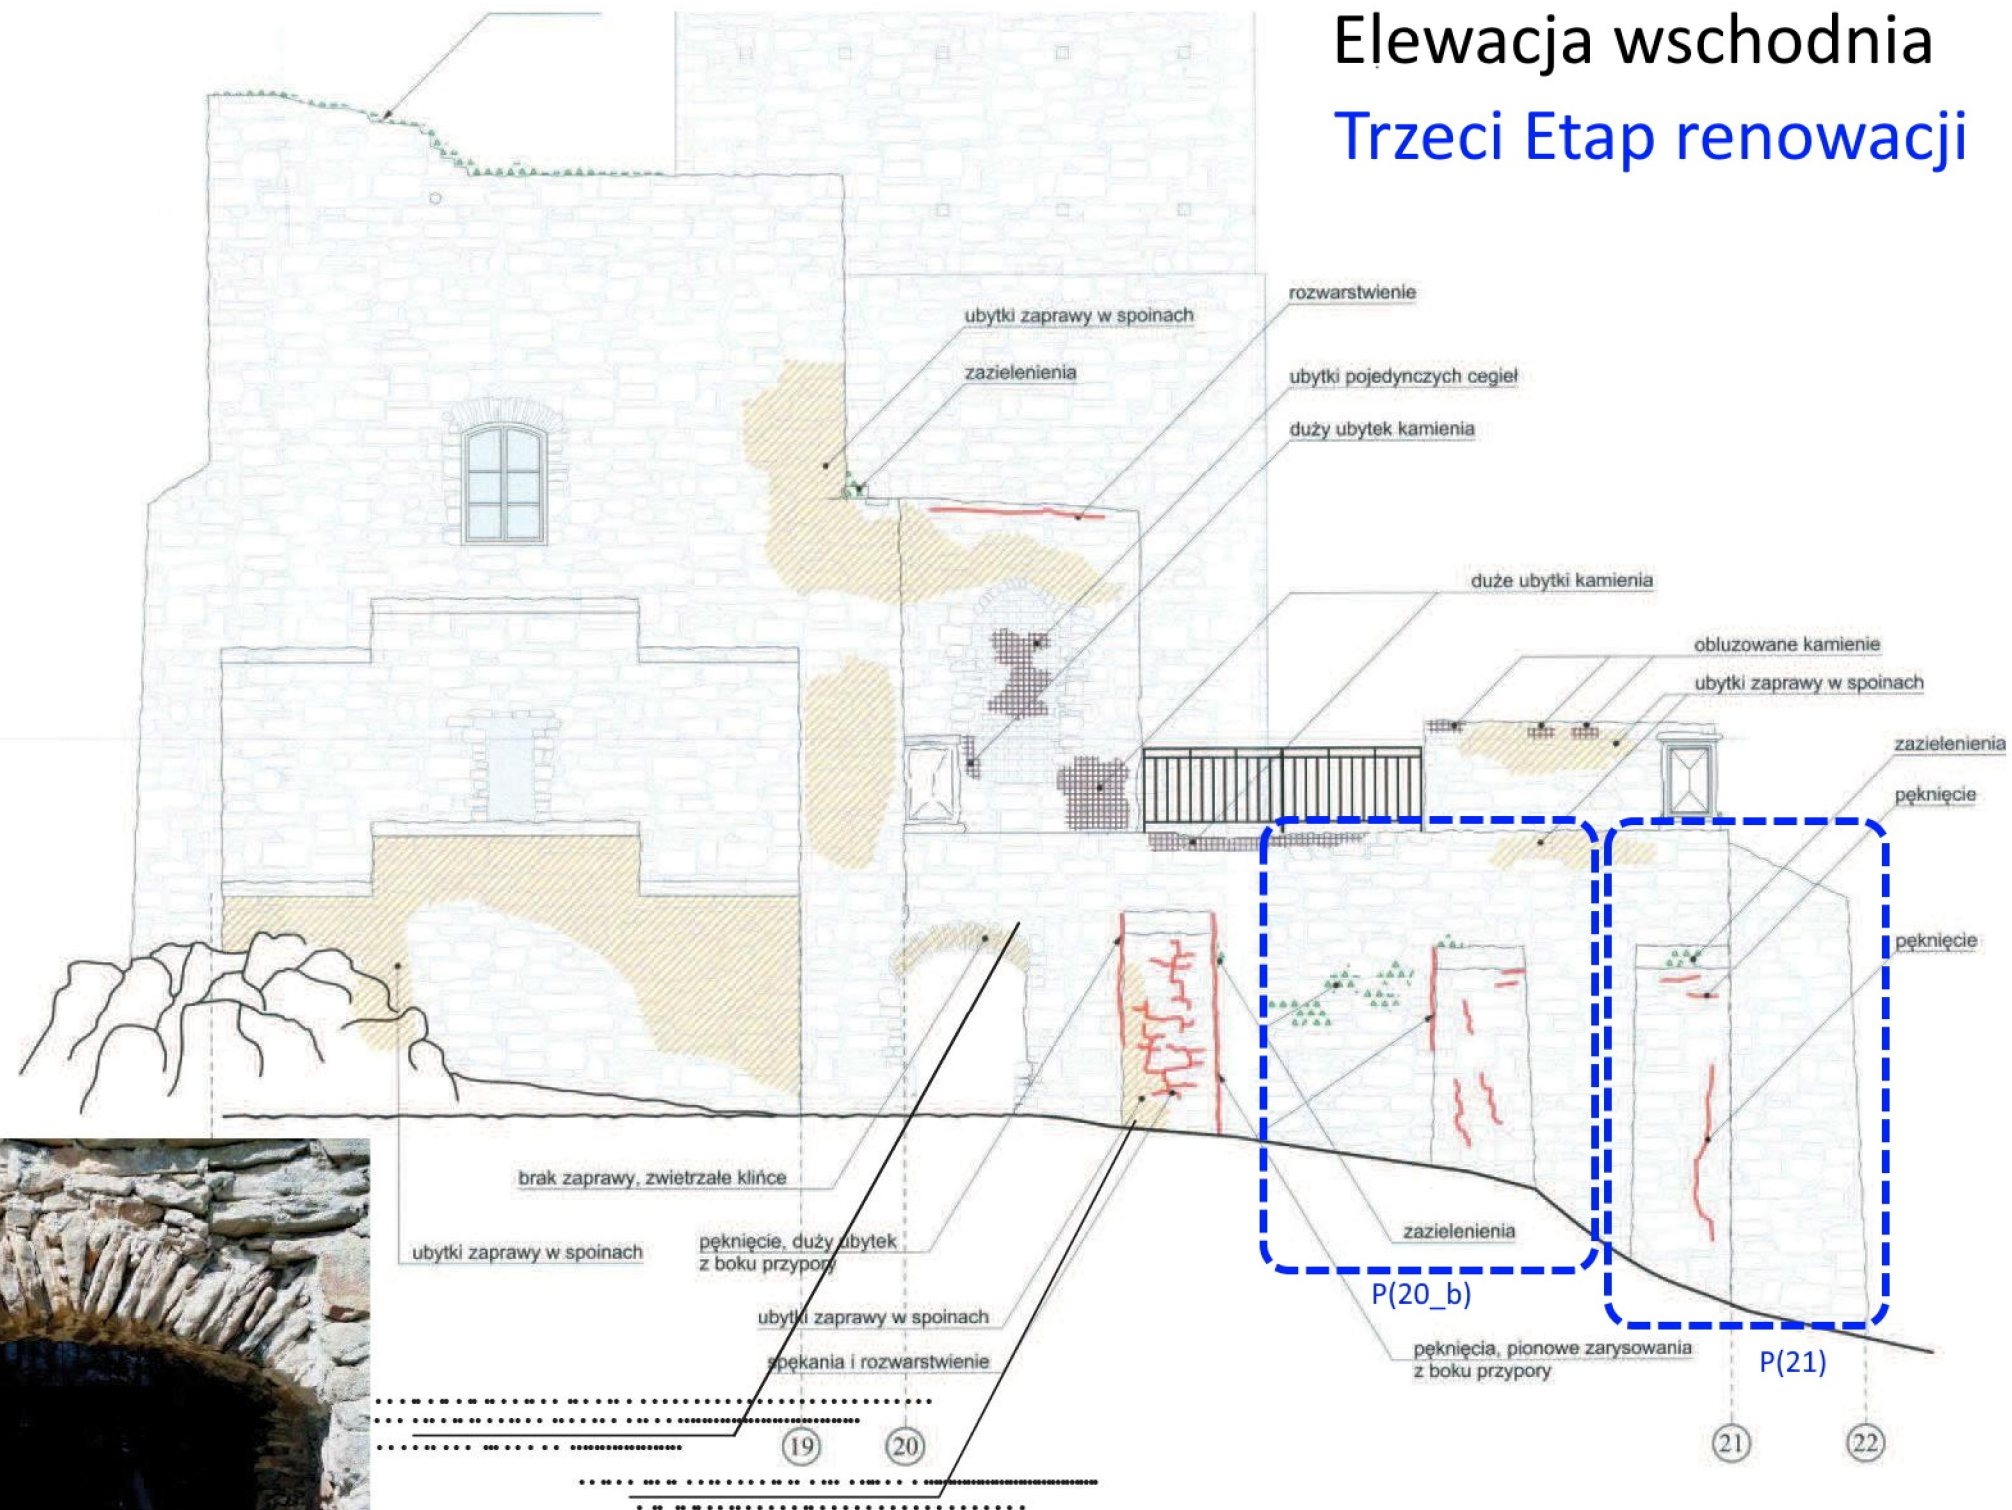 Elewacja wschodnia
Trzeci Etap renowacji
rozwarstwienie
ubytki zaprawy w spoinach
zazielenienia
ubytki pojedynczych cegieł
duży ubytek kamienia
duże ubytki kamienia
obluzowane kamienie
ubytki zaprawy w spoinach
zazielenienia
pęknięcie
pęknięcie
brak zaprawy, zwietrzałe klińce
ubytki zaprawy w spoinach
pęknięcie, duży ubytek
z boku przypory
zazielenienia
P(20_b)
ubytki zaprawy w spoinach
spękania i rozwarstwienie
pęknięcia, pionowe zarysowania
z boku przypory
P(21)
19
20
21
22